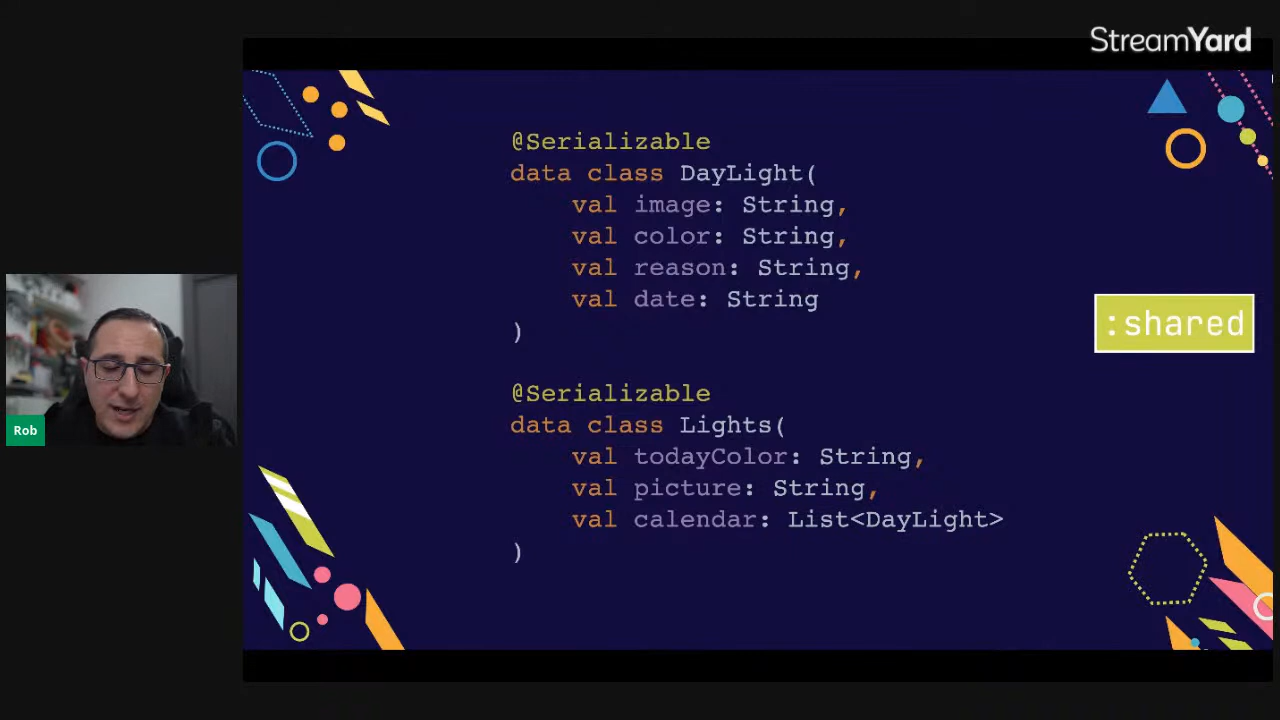 StreamYard
@Serializable
data class DayLight(
    val image: String,
    val color: String,
    val reason: String,
    val date: String
)
:shared
@Serializable
data class Lights(
    val todayColor: String,
    val picture: String,
    val calendar: List<DayLight>
)
Rob